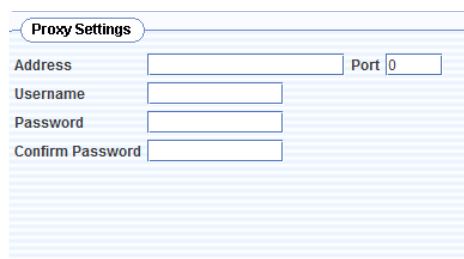 Proxy Settings
Address Port 0
Username
Password
Confirm Password